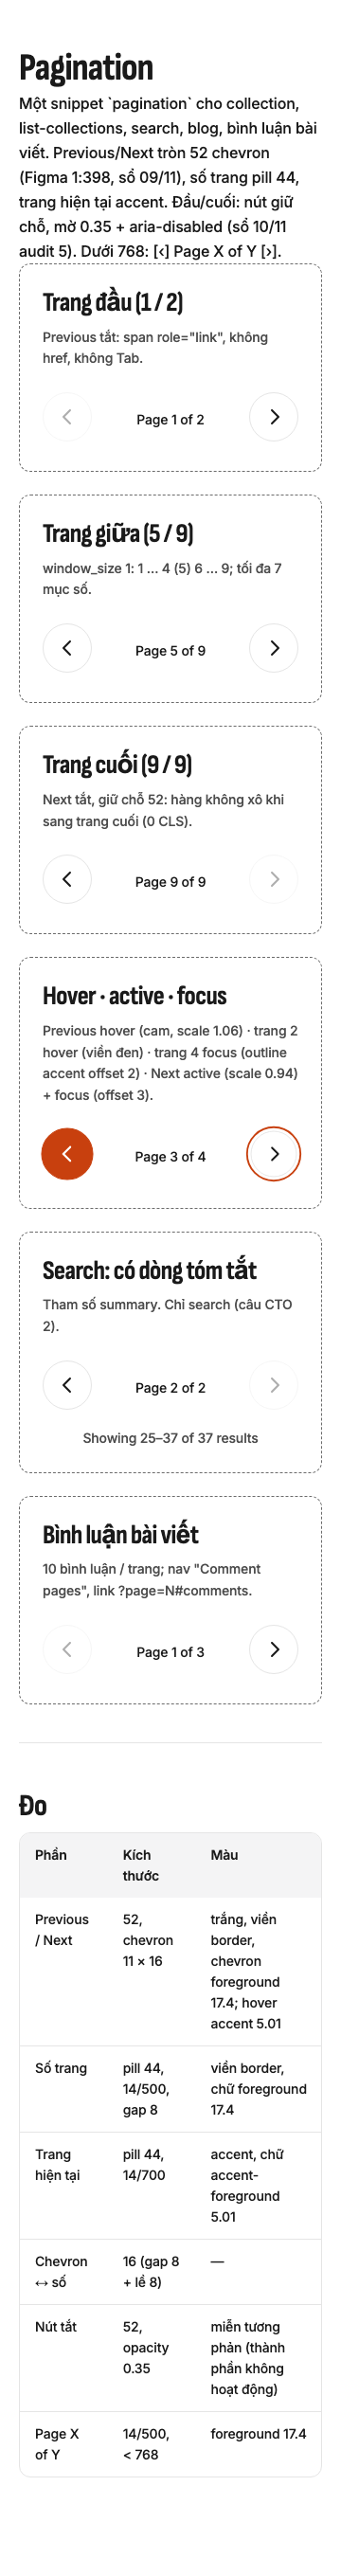 Pagination
Một snippet `pagination` cho collection,
list-collections, search, blog, bình luận bài
viết. Previous/Next tròn 52 chevron
(Figma 1:398, sổ 09/11), số trang pill 44,
trang hiện tại accent. Đầu/cuối: nút giữ
chỗ, mờ 0.35 + aria-disabled (sổ 10/11
audit 5). Dưới 768: [‹] Page X of Y [›].
Trang đầu (1 / 2)
Previous tắt: span role="link", không
href, không Tab.
Page 1 of 2
Trang giữa (5 / 9)
window_size 1: 1 … 4 (5) 6 … 9; tối đa 7
mục số.
Page 5 of 9
Trang cuối (9 / 9)
Next tắt, giữ chỗ 52: hàng không xô khi
sang trang cuối (0 CLS).
Page 9 of 9
Hover · active · focus
Previous hover (cam, scale 1.06) · trang 2
hover (viền đen) · trang 4 focus (outline
accent offset 2) · Next active (scale 0.94)
+ focus (offset 3).
Page 3 of 4
Search: có dòng tóm tắt
Tham số summary. Chỉ search (câu CTO
2).
Page 2 of 2
Showing 25–37 of 37 results
Bình luận bài viết
10 bình luận / trang; nav "Comment
pages", link ?page=N#comments.
Page 1 of 3
Đo
Phần
Kích
thước
Màu
Previous
/ Next
52,
chevron
11 × 16
trắng, viền
border,
chevron
foreground
17.4; hover
accent 5.01
Số trang
pill 44,
14/500,
gap 8
viền border,
chữ foreground
17.4
Trang
hiện tại
pill 44,
14/700
accent, chữ
accent-
foreground
5.01
Chevron
↔ số
16 (gap 8
+ lề 8)
—
Nút tắt
52,
opacity
0.35
miễn tương
phản (thành
phần không
hoạt động)
Page X
of Y
14/500,
< 768
foreground 17.4